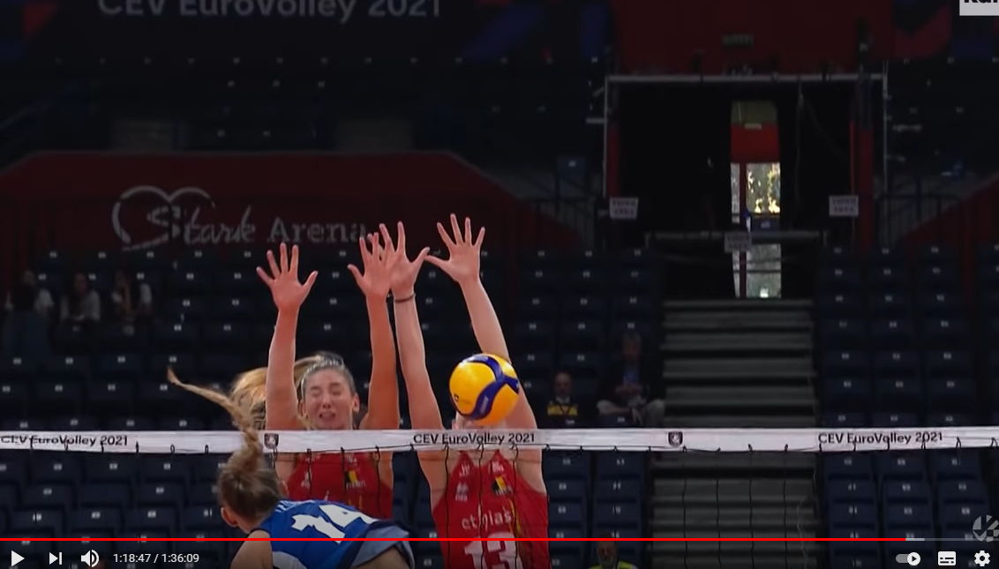 CEV EuroVolley 2021
Stark Arena
CEV EuroVolley 2021
CEV EuroVolley 2021
CEV EuroVolley 2021
14
ethias
13
1:18:47 / 1:36:09